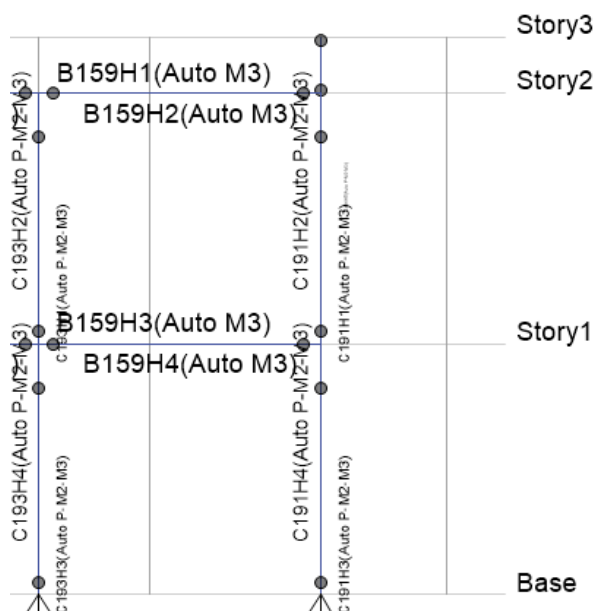 Story3
B159H1(Auto M3)
Story2
B159H2(Auto M3)
C193H2(Auto P-M2-M3)
C191H2(Auto P-M2-M3)
C191H1(Auto P-M2-M3)
B159H3(Auto M3)
Story1
B159H4(Auto M3)
C193H4(Auto P-M2-M3)
C193H3(Auto P-M2-M3)
C191H4(Auto P-M2-M3)
C191H3(Auto P-M2-M3)
Base